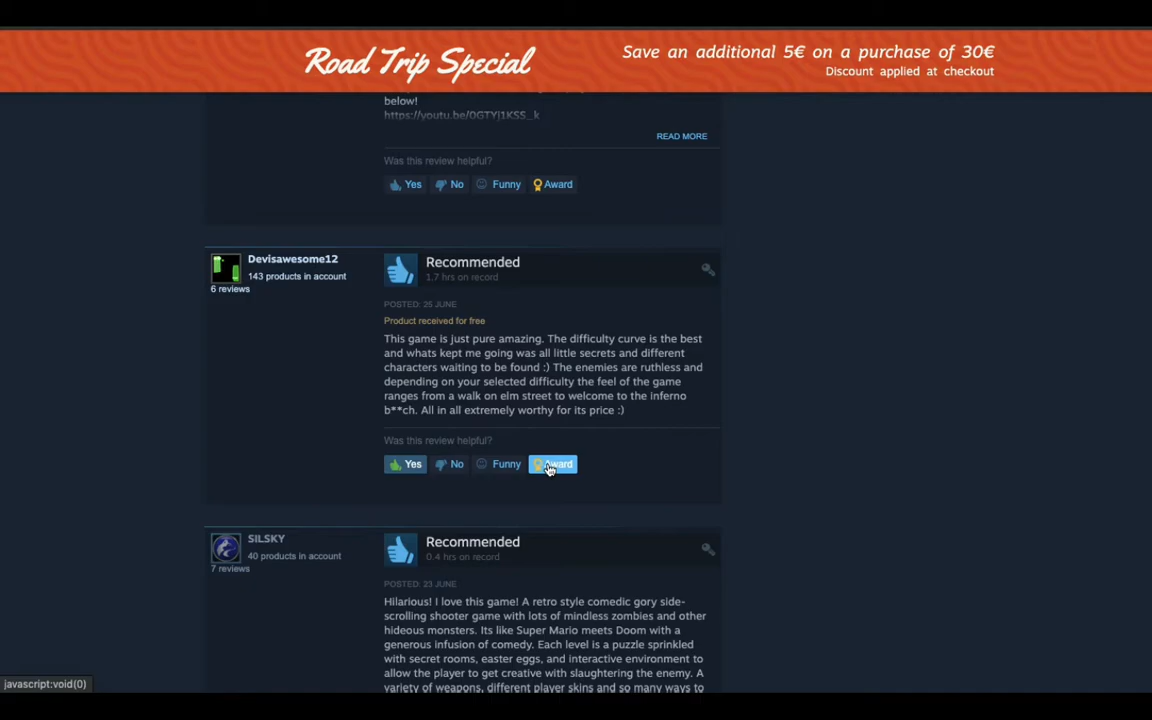 Road Trip Special
Save an additional 5€ on a purchase of 30€
Discount applied at checkout
below!
https://youtu.be/0GTYj1KSS_k
READ MORE
Was this review helpful?
Yes No Funny Award
Devisawesome12
143 products in account
6 reviews
Recommended
1.7 hrs on record
POSTED: 25 JUNE
Product received for free
This game is just pure amazing. The difficulty curve is the best
and whats kept me going was all little secrets and different
characters waiting to be found :) The enemies are ruthless and
depending on your selected difficulty the feel of the game
ranges from a walk on elm street to welcome to the inferno
b**ch. All in all extremely worthy for its price :)
Was this review helpful?
Yes No Funny Award
SILSKY
40 products in account
7 reviews
Recommended
0.4 hrs on record
POSTED: 23 JUNE
Hilarious! I love this game! A retro style comedic gory side-
scrolling shooter game with lots of mindless zombies and other
hideous monsters. Its like Super Mario meets Doom with a
generous infusion of comedy. Each level is a puzzle sprinkled
with secret rooms, easter eggs, and interactive environment to
allow the player to get creative with slaughtering the enemy. A
variety of weapons, different player skins and so many ways to
javascript:void(0)